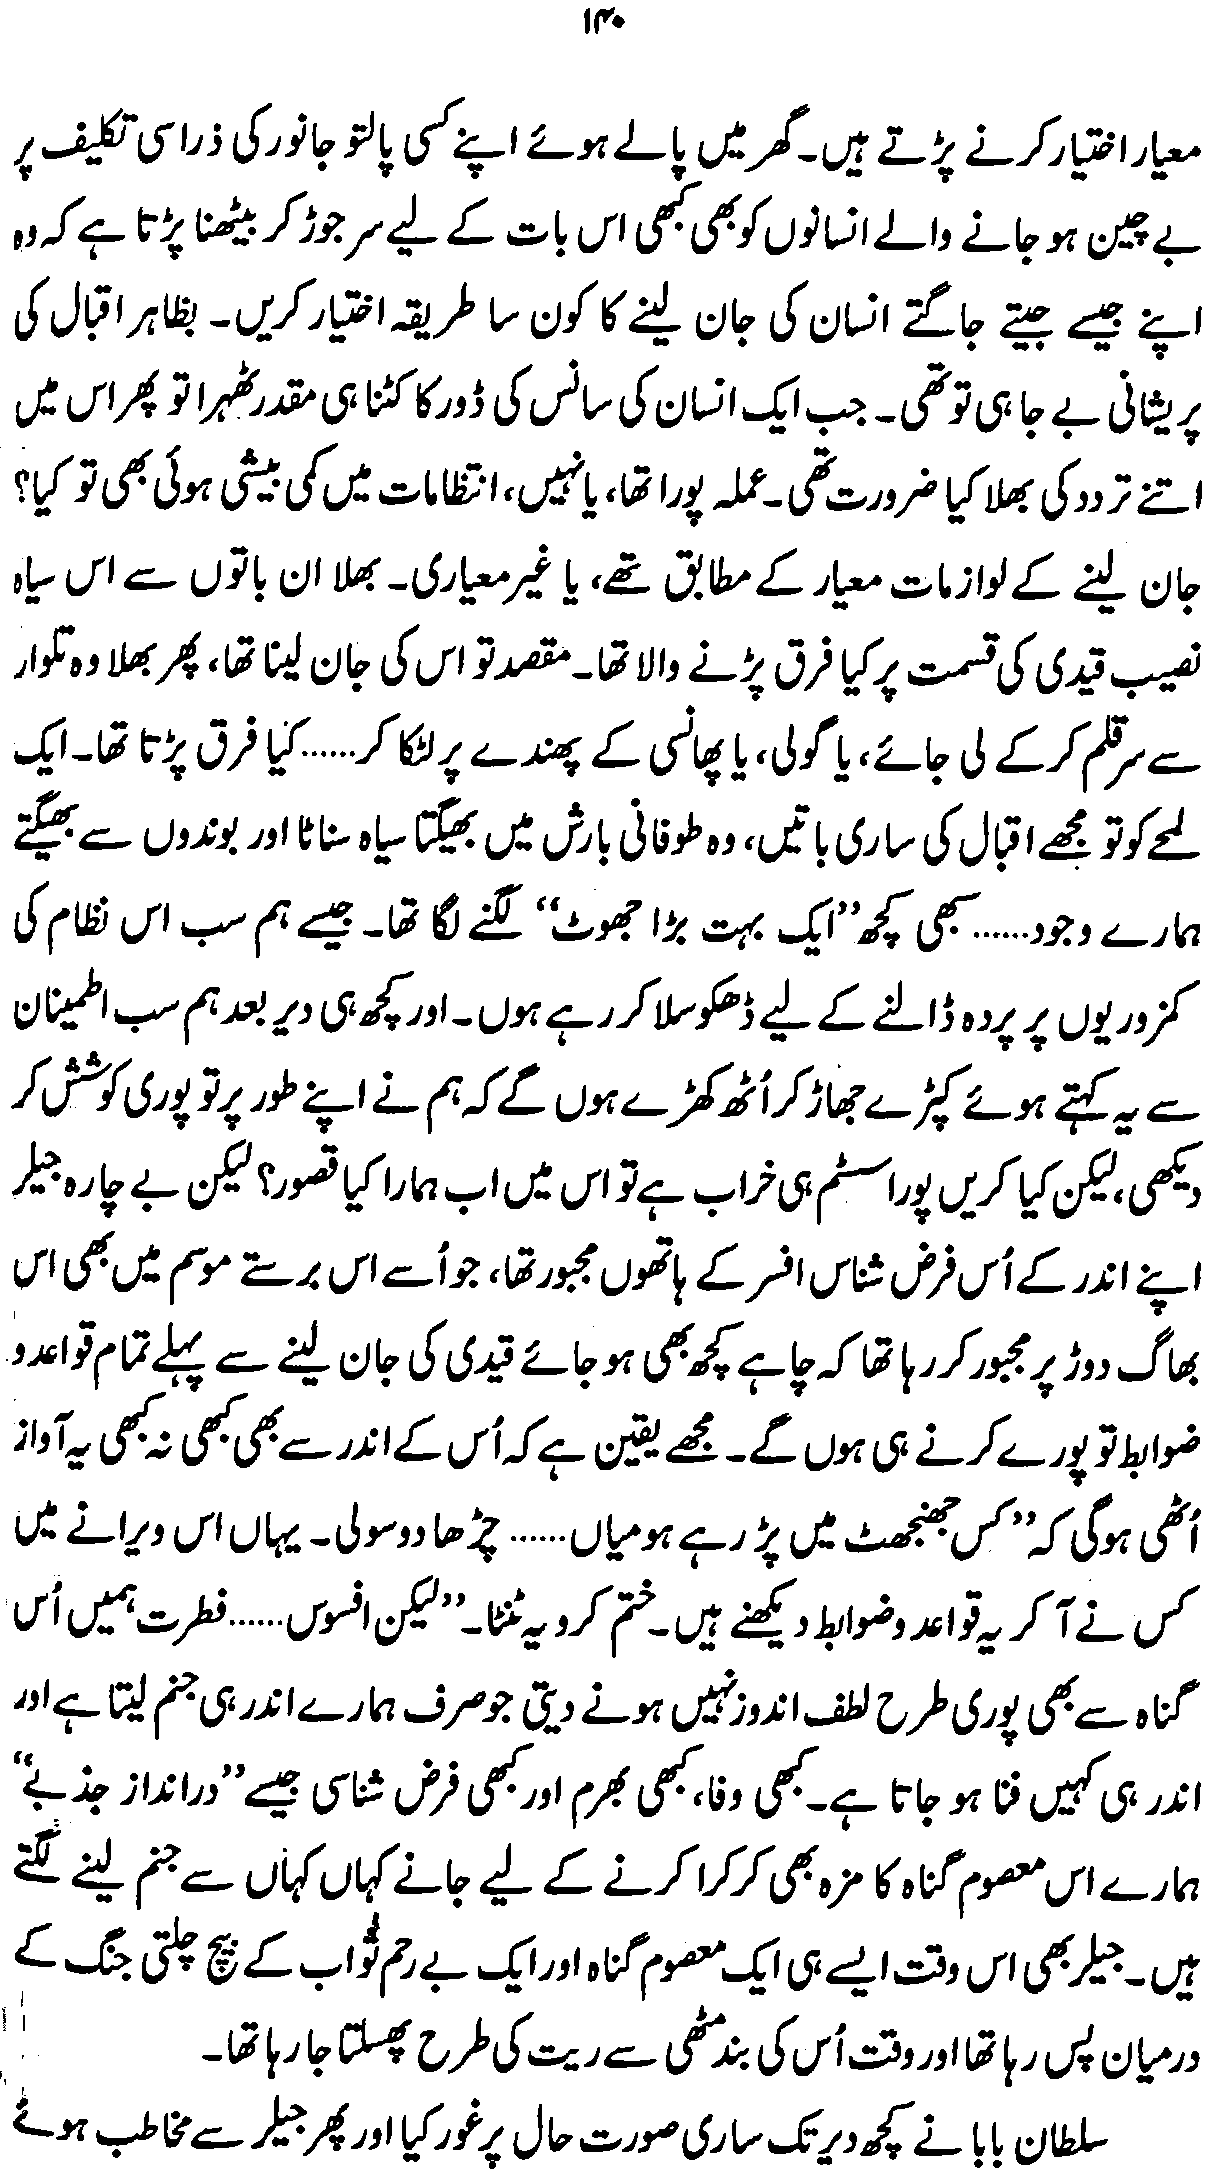 ۱۴۰
معیار اختیار کرنے پڑتے ہیں۔ گھر میں پالے ہوئے اپنے کسی پالتو جانور کی ذرا سی تکلیف پر
بے چین ہو جانے والے انسانوں کو بھی کبھی اس بات کے لیے سر جوڑ کر بیٹھنا پڑتا ہے کہ وہ
اپنے جیسے جیتے جاگتے انسان کی جان لینے کا کون سا طریقہ اختیار کریں۔ بظاہر اقبال کی
پریشانی بے جا ہی تو تھی۔ جب ایک انسان کی سانس کی ڈور کا کٹنا ہی مقدر ٹھہرا تو پھر اس میں
اتنے تردد کی بھلا کیا ضرورت تھی۔ عملہ پورا تھا، یا نہیں، انتظامات میں کمی بیشی ہوئی بھی تو کیا؟
جان لینے کے لوازمات معیار کے مطابق تھے، یا غیر معیاری۔ بھلا ان باتوں سے اس سیاہ
نصیب قیدی کی قسمت پر کیا فرق پڑنے والا تھا۔ مقصد تو اس کی جان لینا تھا، پھر بھلا وہ تلوار
سے سر قلم کر کے لی جائے، یا گولی، یا پھانسی کے پھندے پر لٹکا کر...... کیا فرق پڑتا تھا۔ ایک
لمحے کو تو مجھے اقبال کی ساری باتیں، وہ طوفانی بارش میں بھیگتا سیاہ سناٹا اور بوندوں سے بھیگتے
ہمارے وجود...... سبھی کچھ ”ایک بہت بڑا جھوٹ“ لگنے لگا تھا۔ جیسے ہم سب اس نظام کی
کمزوریوں پر پردہ ڈالنے کے لیے ڈھکوسلا کر رہے ہوں۔ اور کچھ ہی دیر بعد ہم سب اطمینان
سے یہ کہتے ہوئے کپڑے جھاڑ کر اُٹھ کھڑے ہوں گے کہ ہم نے اپنے طور پر تو پوری کوشش کر
دیکھی، لیکن کیا کریں پورا سسٹم ہی خراب ہے تو اس میں اب ہمارا کیا قصور؟ لیکن بے چارہ جیلر
اپنے اندر کے اُس فرض شناس افسر کے ہاتھوں مجبور تھا، جو اُسے اس برستے موسم میں بھی اس
بھاگ دوڑ پر مجبور کر رہا تھا کہ چاہے کچھ بھی ہو جائے قیدی کی جان لینے سے پہلے تمام قواعد و
ضوابط تو پورے کرنے ہی ہوں گے۔ مجھے یقین ہے کہ اُس کے اندر سے بھی کبھی نہ کبھی یہ آواز
اُٹھی ہو گی کہ ”کس جھنجھٹ میں پڑ رہے ہو میاں...... چڑھا دو سولی۔ یہاں اس ویرانے میں
کس نے آ کر یہ قواعد و ضوابط دیکھنے ہیں۔ ختم کرو یہ ٹنٹا۔“ لیکن افسوس...... فطرت ہمیں اُس
گناہ سے بھی پوری طرح لطف اندوز نہیں ہونے دیتی جو صرف ہمارے اندر ہی جنم لیتا ہے اور
اندر ہی کہیں فنا ہو جاتا ہے۔ کبھی وفا، کبھی بھرم اور کبھی فرض شناسی جیسے ”در انداز جذبے“
ہمارے اس معصوم گناہ کا مزہ بھی کرکرا کرنے کے لیے جانے کہاں کہاں سے جنم لینے لگتے
ہیں۔ جیلر بھی اس وقت ایسے ہی ایک معصوم گناہ اور ایک بے رحم ثواب کے بیچ چلتی جنگ کے
درمیان پس رہا تھا اور وقت اُس کی بند مٹھی سے ریت کی طرح پھسلتا جا رہا تھا۔
سلطان بابا نے کچھ دیر تک ساری صورت حال پر غور کیا اور پھر جیلر سے مخاطب ہوئے